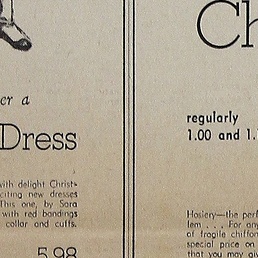 er a
Dress
with delight Christ-
citing new dresses
This one, by Sara
with red bandings
collar and cuffs.
5.98
Ch
regularly
1.00 and 1.
Hosiery—the perf
lem . . . For any
of fragile chiffon
special price on
that you may giv